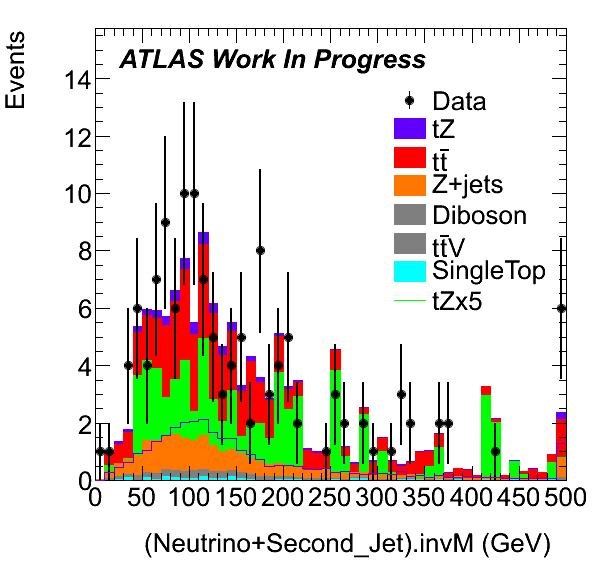 Events
ATLAS Work In Progress
Data
tZ
tt̄
Z+jets
Diboson
tt̄V
SingleTop
tZx5
14
12
10
8
6
4
2
0
0 50 100 150 200 250 300 350 400 450 500
(Neutrino+Second_Jet).invM (GeV)